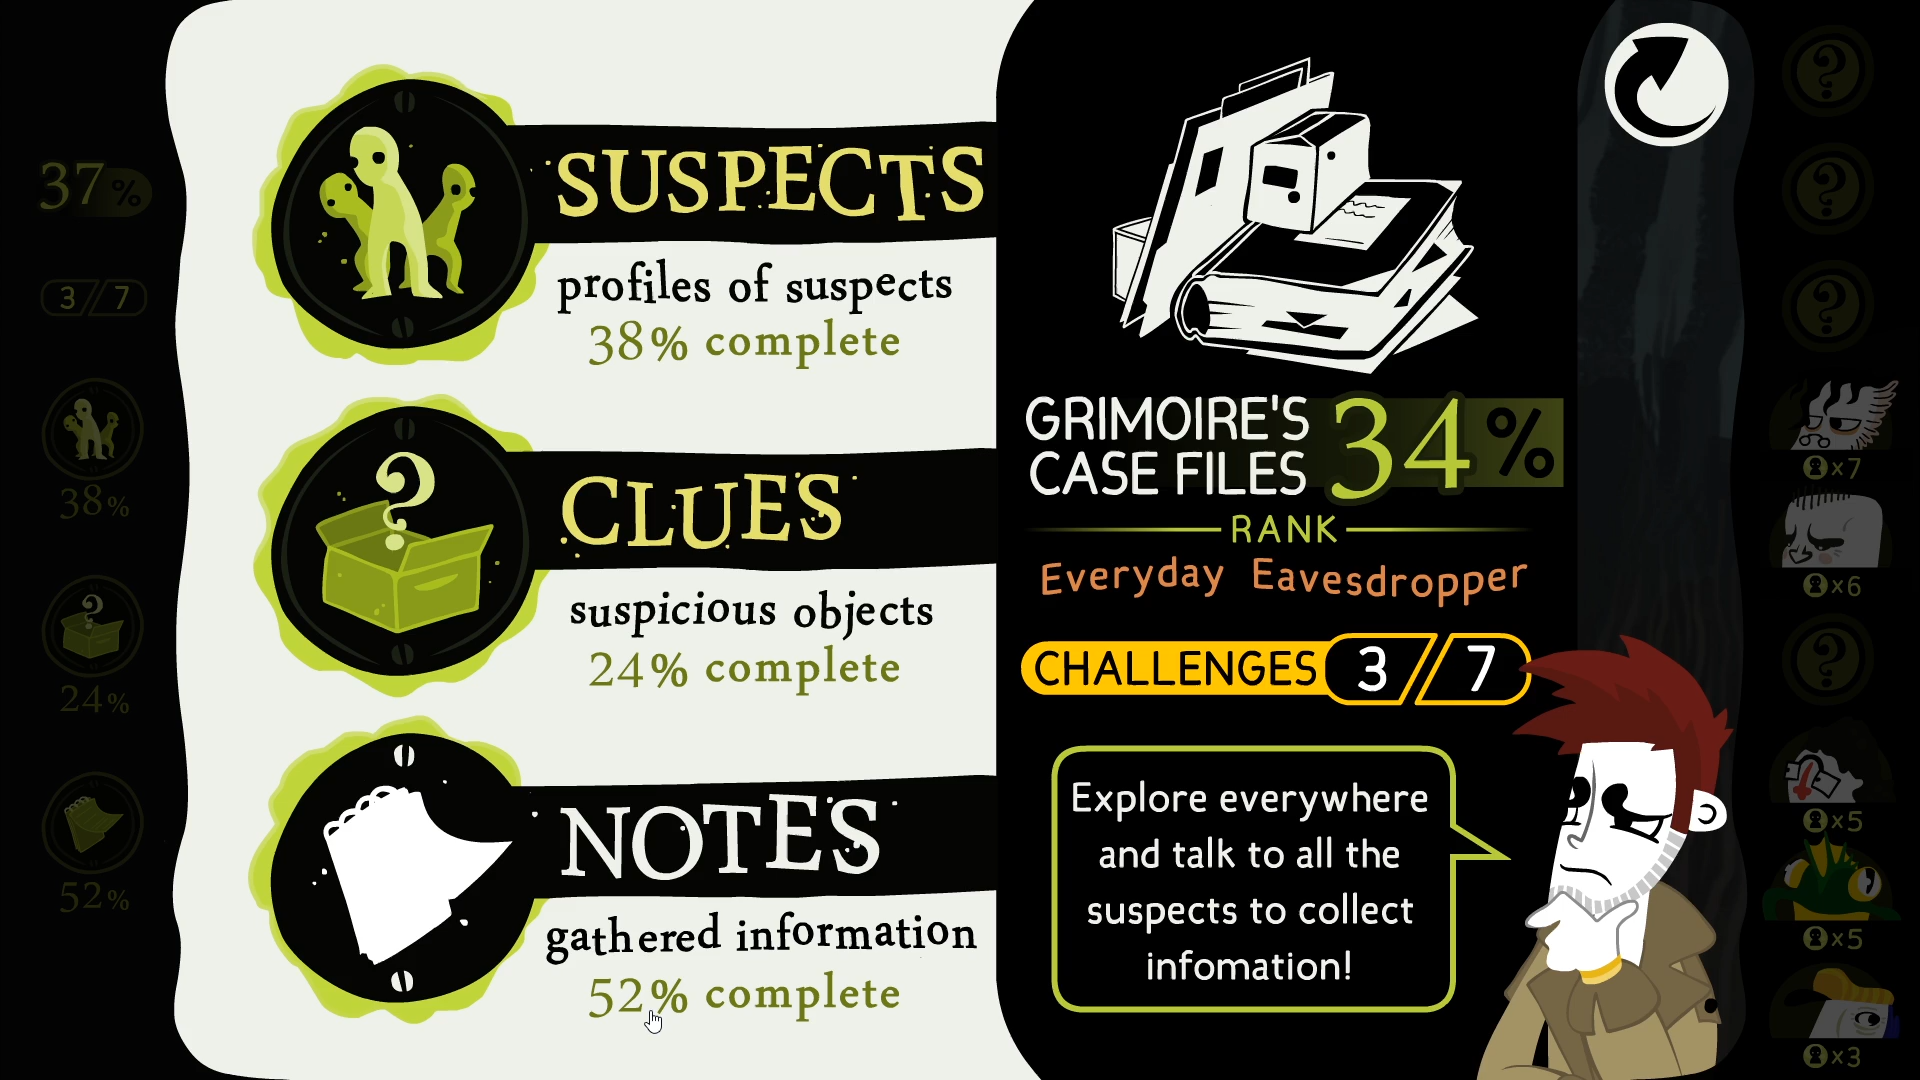 37%
3/7
38%
24%
52%
SUSPECTS
profiles of suspects
38% complete
CLUES
suspicious objects
24% complete
NOTES
gathered information
52% complete
GRIMOIRE'S
CASE FILES
34%
RANK
Everyday Eavesdropper
CHALLENGES 3/7
Explore everywhere
and talk to all the
suspects to collect
infomation!
?
?
?
x7
x6
?
x5
x5
x3